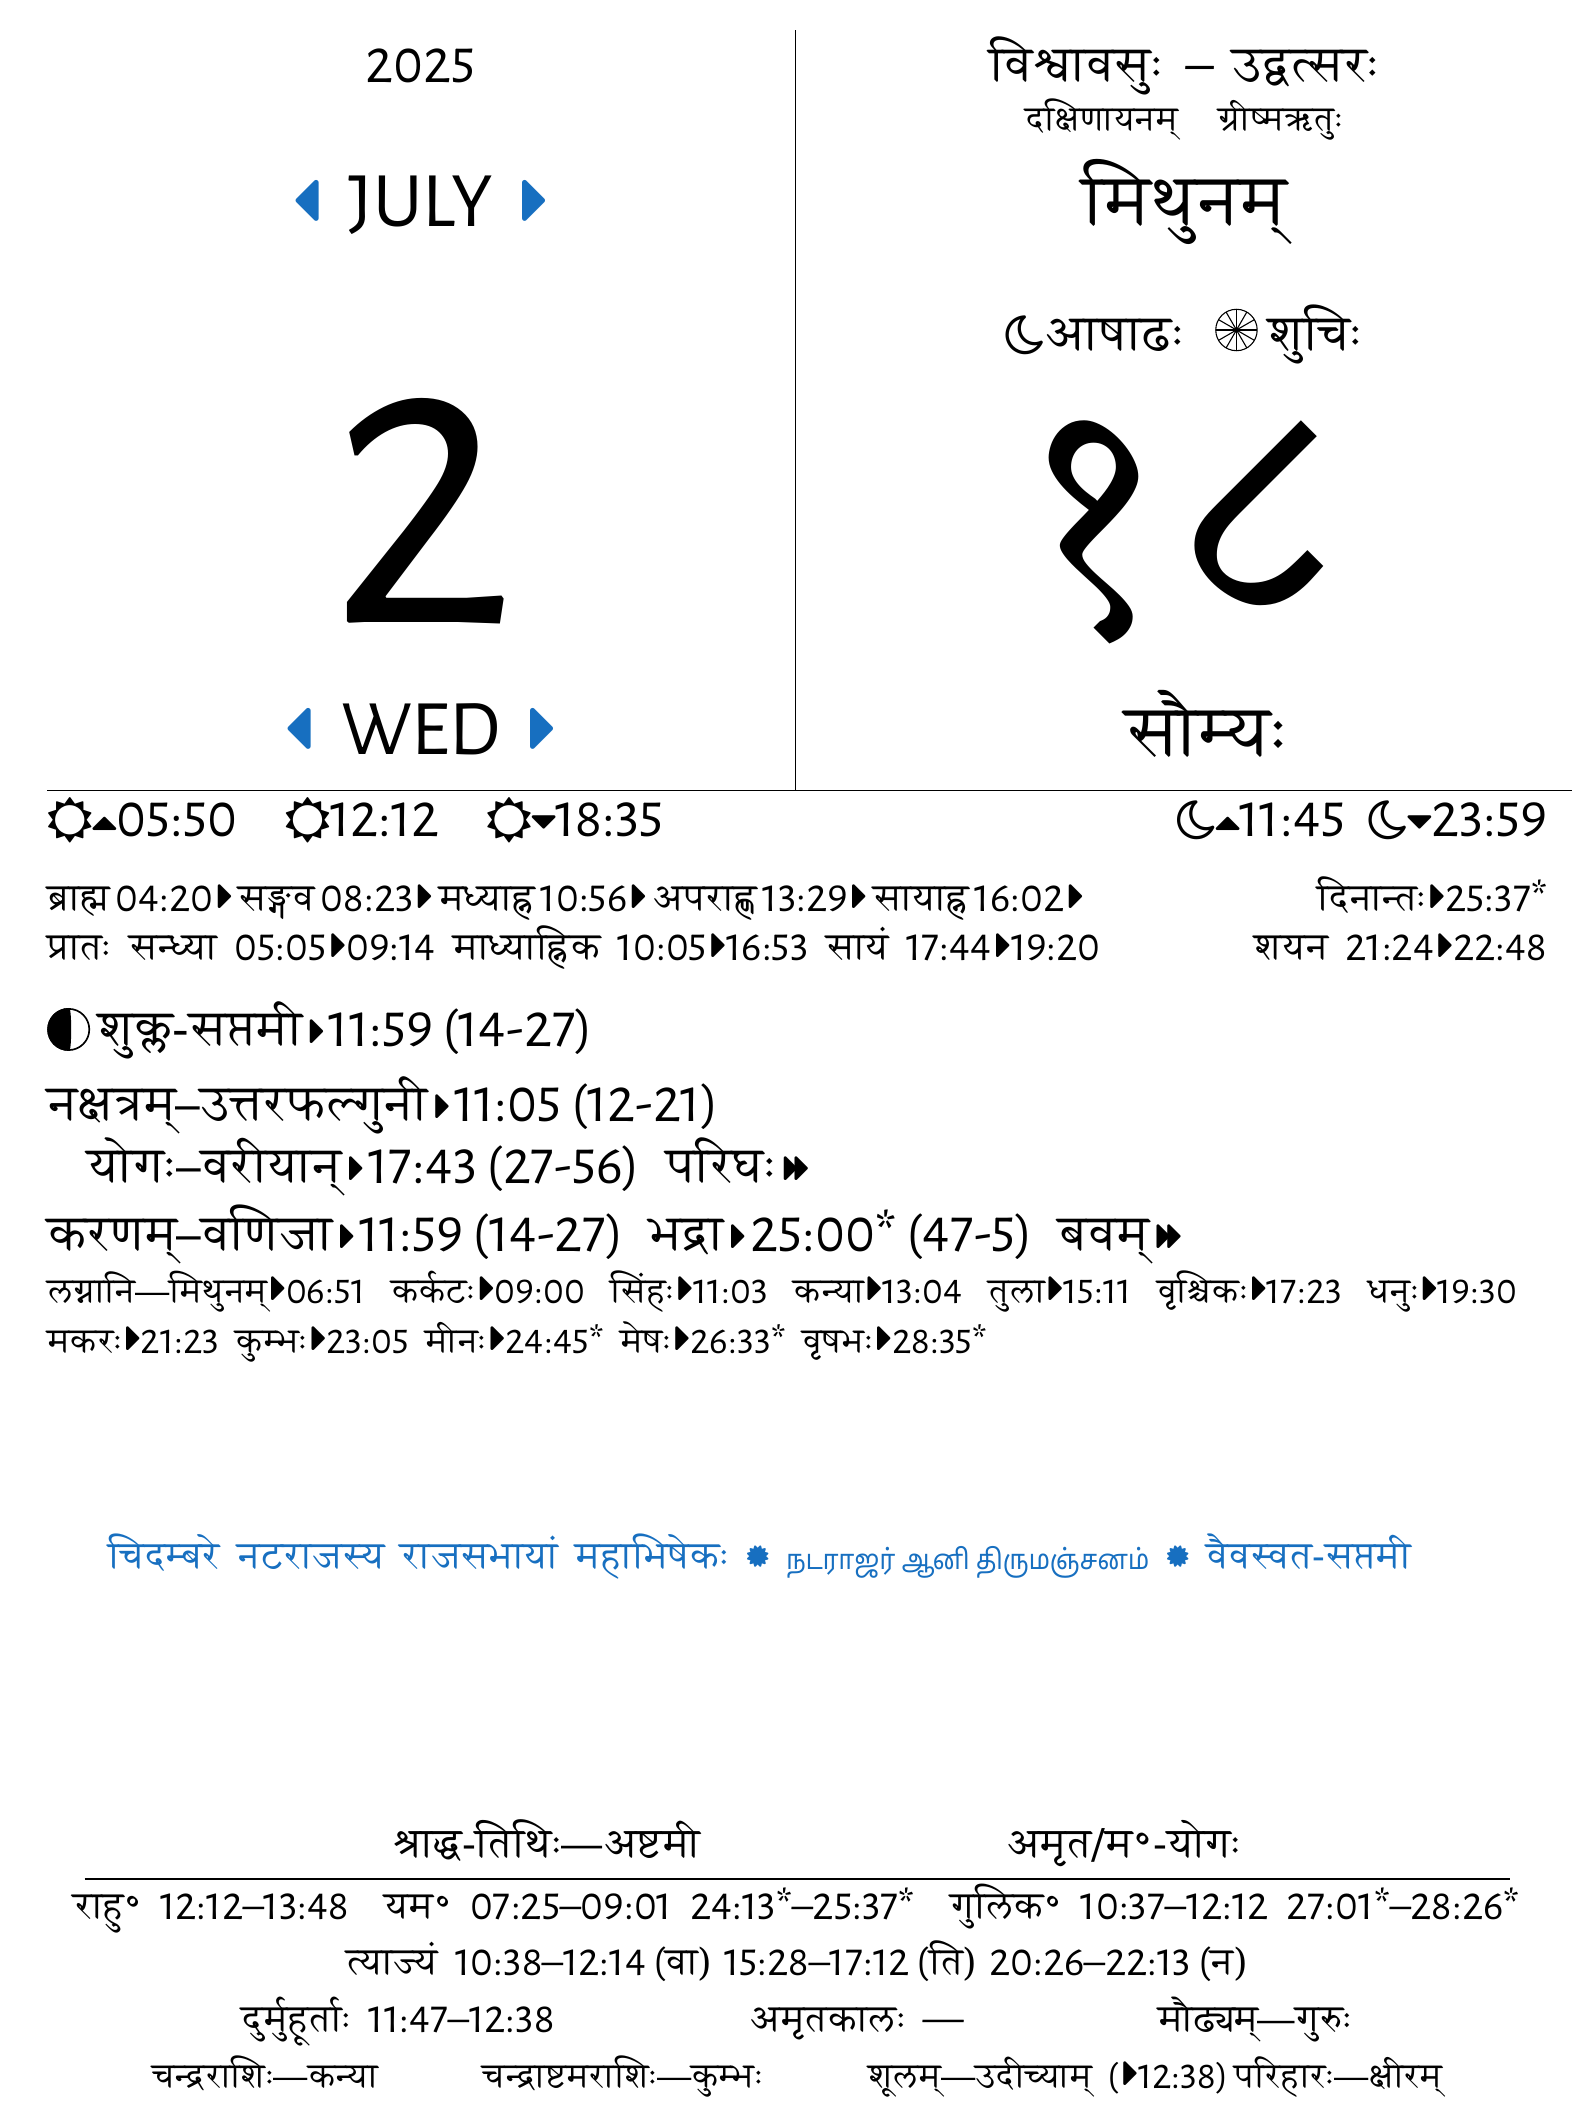 2025
JULY
2
WED
विश्वावसुः – उद्वत्सरः
दक्षिणायनम् ग्रीष्मऋतुः
मिथुनम्
आषाढः शुचिः
१८
सौम्यः
05:50 12:12 18:35 11:45 23:59
ब्राह्म 04:20 सङ्गव 08:23 मध्याह्न 10:56 अपराह्ण 13:29 सायाह्न 16:02 दिनान्तः 25:37*
प्रातः सन्ध्या 05:05 09:14 माध्याह्निक 10:05 16:53 सायं 17:44 19:20 शयन 21:24 22:48
शुक्ल-सप्तमी 11:59 (14-27)
नक्षत्रम्–उत्तरफल्गुनी 11:05 (12-21)
योगः–वरीयान् 17:43 (27-56) परिघः
करणम्–वणिजा 11:59 (14-27) भद्रा 25:00* (47-5) बवम्
लग्नानि—मिथुनम् 06:51 कर्कटः 09:00 सिंहः 11:03 कन्या 13:04 तुला 15:11 वृश्चिकः 17:23 धनुः 19:30
मकरः 21:23 कुम्भः 23:05 मीनः 24:45* मेषः 26:33* वृषभः 28:35*
चिदम्बरे नटराजस्य राजसभायां महाभिषेकः ✹ நடராஜர் ஆனி திருமஞ்சனம் ✹ वैवस्वत-सप्तमी
श्राद्ध-तिथिः—अष्टमी अमृत/म॰-योगः
राहु॰ 12:12–13:48 यम॰ 07:25–09:01 24:13*–25:37* गुलिक॰ 10:37–12:12 27:01*–28:26*
त्याज्यं 10:38–12:14 (वा) 15:28–17:12 (ति) 20:26–22:13 (न)
दुर्मुहूर्ताः 11:47–12:38 अमृतकालः — मौढ्यम्—गुरुः
चन्द्रराशिः—कन्या चन्द्राष्टमराशिः—कुम्भः शूलम्—उदीच्याम् (12:38) परिहारः—क्षीरम्